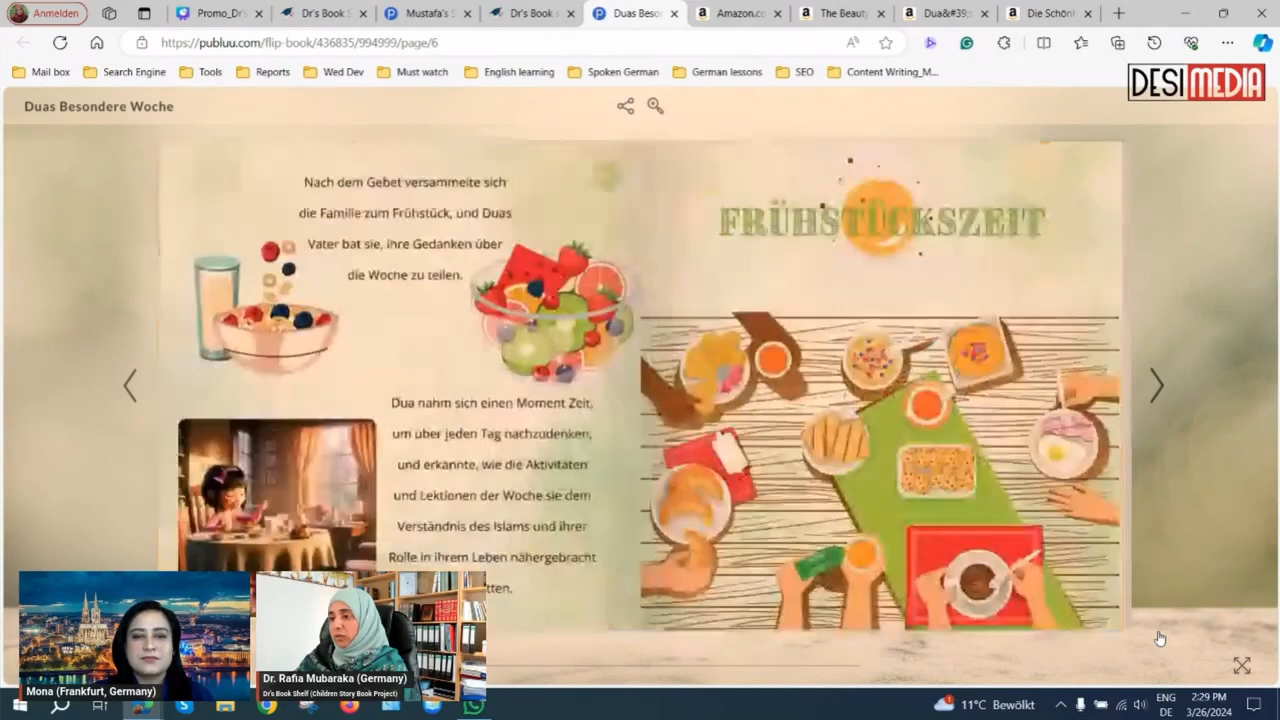 Anmelden
Promo_Dr'
Dr's Book S
Mustafa's S
Dr's Book s
Duas Beso
Amazon.co
The Beauty
Dua&#39;s
Die Schön
https://publuu.com/flip-book/436835/994999/page/6
Mail box
Search Engine
Tools
Reports
Wed Dev
Must watch
English learning
Spoken German
German lessons
SEO
Content Writing_M...
DESIMEDIA
Duas Besondere Woche
Nach dem Gebet versammelte sich
die Familie zum Frühstück, und Duas
Vater bat sie, ihre Gedanken über
die Woche zu teilen.
Dua nahm sich einen Moment Zeit,
um über jeden Tag nachzudenken,
und erkannte, wie die Aktivitäten
und Lektionen der Woche sie dem
Verständnis des Islams und ihrer
Rolle in ihrem Leben nähergebracht
FRÜHSTÜCKSZEIT
Mona (Frankfurt, Germany)
Dr. Rafia Mubaraka (Germany)
Dr's Book Shelf (Children Story Book Project)
11°C Bewölkt
ENG
DE
2:29 PM
3/26/2024